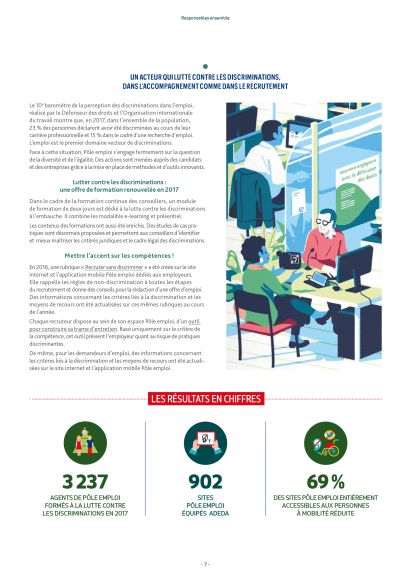 Responsables ensemble
UN ACTEUR QUI LUTTE CONTRE LES DISCRIMINATIONS,
DANS L'ACCOMPAGNEMENT COMME DANS LE RECRUTEMENT
Le 10e baromètre de la perception des discriminations dans l'emploi,
réalisé par le Défenseur des droits et l'Organisation internationale
du travail montre que, en 2017, dans l'ensemble de la population,
23 % des personnes déclarent avoir été discriminées au cours de leur
carrière professionnelle et 15 % dans le cadre d'une recherche d'emploi.
L'emploi est le premier domaine vecteur de discriminations.
Face à cette situation, Pôle emploi s'engage fermement sur la question
de la diversité et de l'égalité. Des actions sont menées auprès des candidats
et des entreprises grâce à la mise en place de méthodes et d'outils innovants.
Lutter contre les discriminations :
une offre de formation renouvelée en 2017
Dans le cadre de la formation continue des conseillers, un module
de formation de deux jours est dédié à la lutte contre les discriminations
à l'embauche. Il combine les modalités e-learning et présentiel.
Les contenus des formations ont aussi été enrichis. Des études de cas pra-
tiques sont désormais proposées et permettent aux conseillers d'identifier
et mieux maîtriser les critères juridiques et le cadre légal des discriminations.
Mettre l'accent sur les compétences !
En 2016, une rubrique « Recruter sans discriminer » a été créée sur le site
internet et l'application mobile Pôle emploi dédiés aux employeurs.
Elle rappelle les règles de non-discrimination à toutes les étapes
du recrutement et donne des conseils pour la rédaction d'une offre d'emploi.
Des informations concernant les critères liés à la discrimination et les
moyens de recours ont été actualisées sur ces mêmes rubriques au cours
de l'année.
Chaque recruteur dispose au sein de son espace Pôle emploi, d'un outil
pour construire sa trame d'entretien. Basé uniquement sur le critère de
la compétence, cet outil prévient l'employeur quant au risque de pratiques
discriminantes.
De même, pour les demandeurs d'emploi, des informations concernant
les critères liés à la discrimination et les moyens de recours ont été actuali-
sées sur le site internet et l'application mobile Pôle emploi.
nous nous engageons
avec le défenseur
des droits
LES RÉSULTATS EN CHIFFRES
3 237
AGENTS DE PÔLE EMPLOI
FORMÉS À LA LUTTE CONTRE
LES DISCRIMINATIONS EN 2017
902
SITES
PÔLE EMPLOI
ÉQUIPÉS ADEDA
69 %
DES SITES PÔLE EMPLOI ENTIÈREMENT
ACCESSIBLES AUX PERSONNES
À MOBILITÉ RÉDUITE
- 7 -